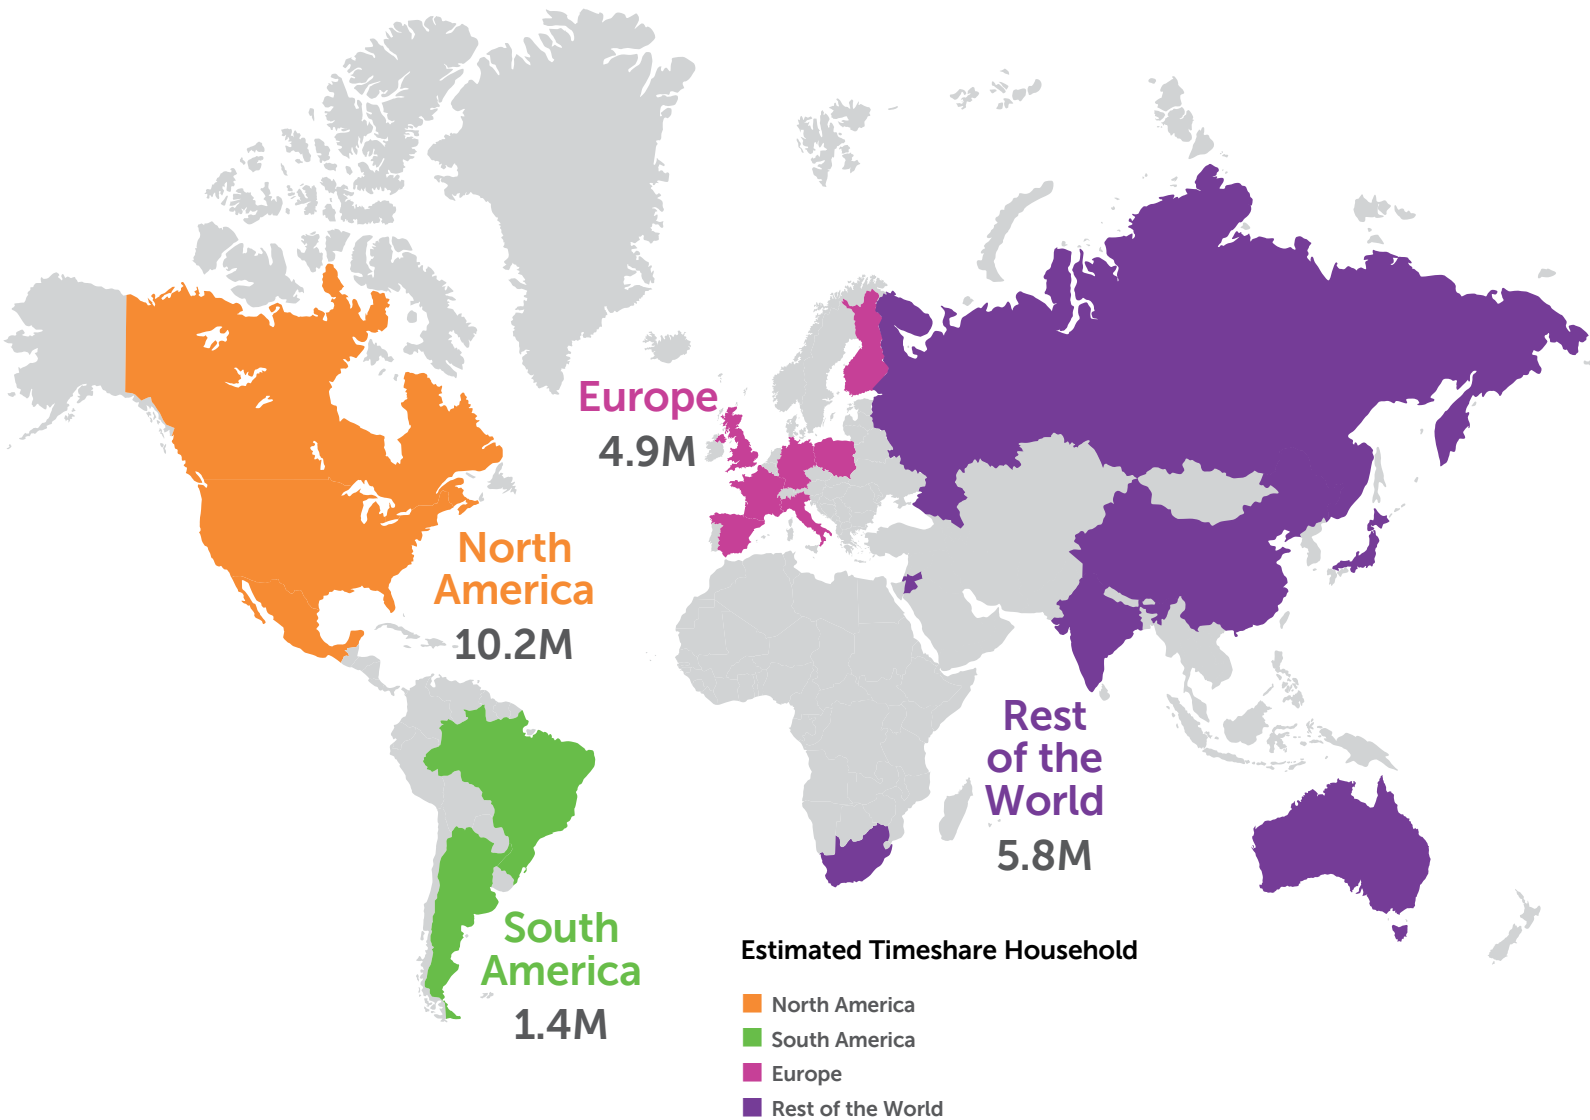 Europe
4.9M
North
America
10.2M
Rest
of the
World
5.8M
South
America
1.4M
Estimated Timeshare Household
North America
South America
Europe
Rest of the World